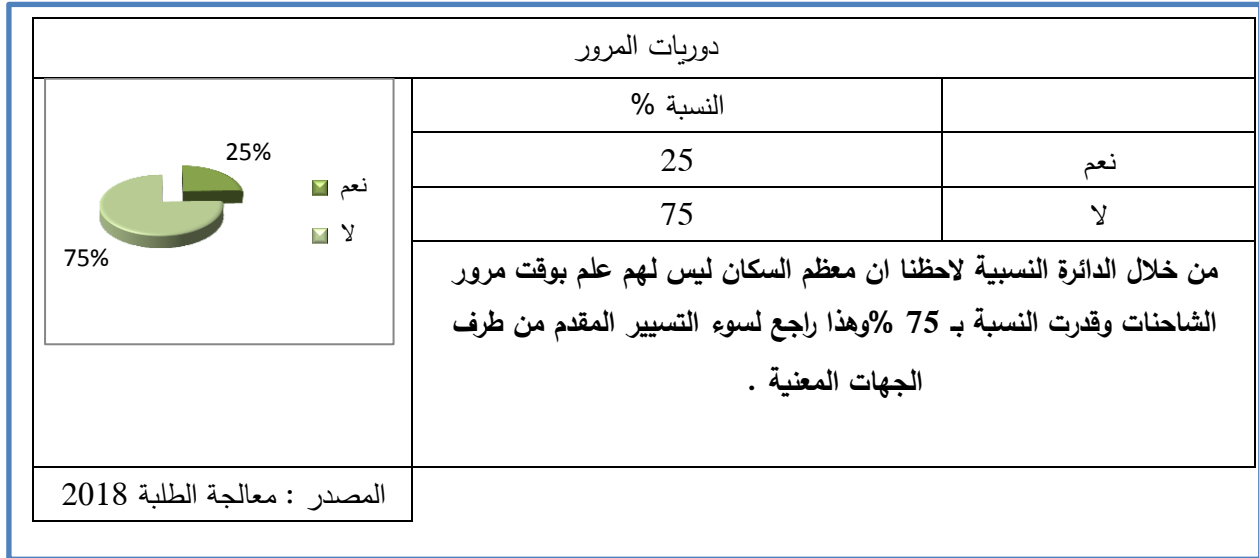 دوريات المرور
النسبة %
نعم 25
لا 75
من خلال الدائرة النسبية لاحظنا ان معظم السكان ليس لهم علم بوقت مرور
الشاحنات وقدرت النسبة بـ 75 %وهذا راجع لسوء التسيير المقدم من طرف
الجهات المعنية .
25%
75%
نعم
لا
المصدر : معالجة الطلبة 2018